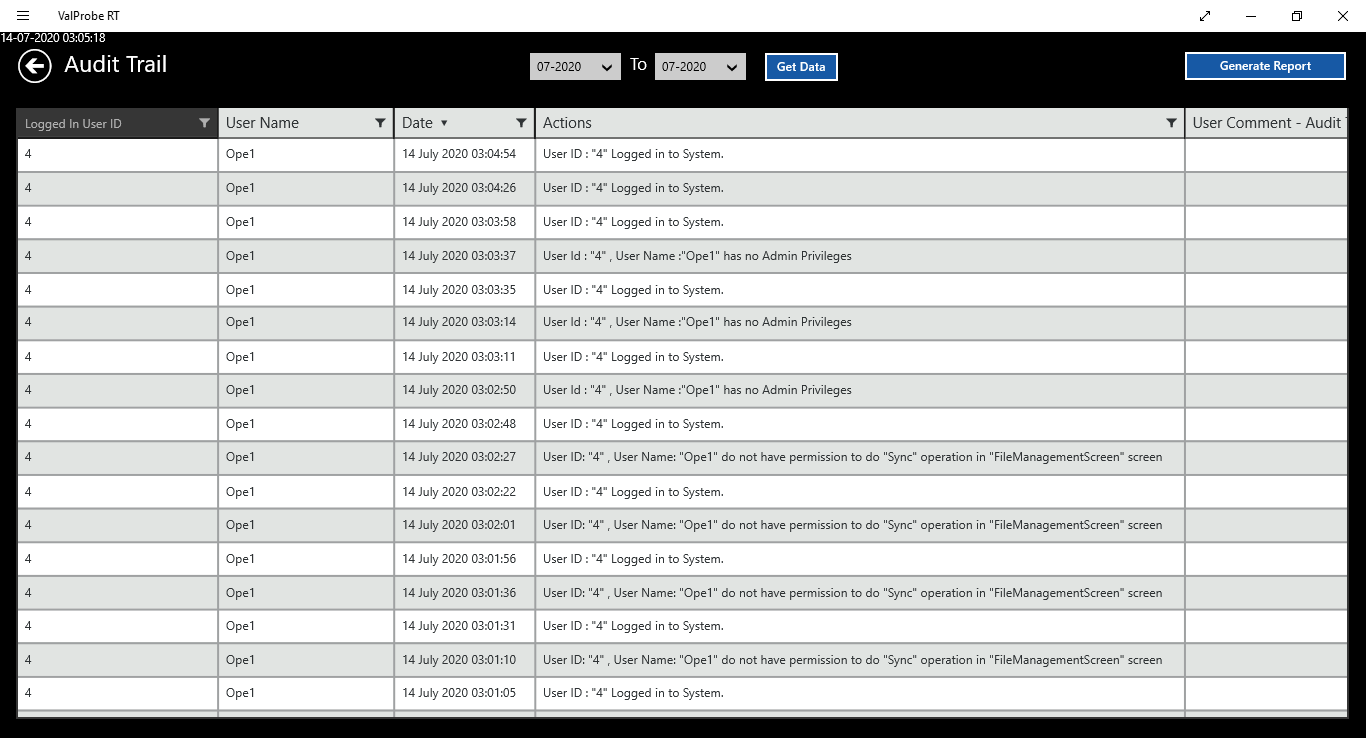 ValProbe RT
14-07-2020 03:05:18
Audit Trail 07-2020 To 07-2020 Get Data Generate Report
Logged In User ID User Name Date Actions User Comment - Audit
4 Ope1 14 July 2020 03:04:54 User ID : "4" Logged in to System.
4 Ope1 14 July 2020 03:04:26 User ID : "4" Logged in to System.
4 Ope1 14 July 2020 03:03:58 User ID : "4" Logged in to System.
4 Ope1 14 July 2020 03:03:37 User Id : "4" , User Name :"Ope1" has no Admin Privileges
4 Ope1 14 July 2020 03:03:35 User ID : "4" Logged in to System.
4 Ope1 14 July 2020 03:03:14 User Id : "4" , User Name :"Ope1" has no Admin Privileges
4 Ope1 14 July 2020 03:03:11 User ID : "4" Logged in to System.
4 Ope1 14 July 2020 03:02:50 User Id : "4" , User Name :"Ope1" has no Admin Privileges
4 Ope1 14 July 2020 03:02:48 User ID : "4" Logged in to System.
4 Ope1 14 July 2020 03:02:27 User ID: "4" , User Name: "Ope1" do not have permission to do "Sync" operation in "FileManagementScreen" screen
4 Ope1 14 July 2020 03:02:22 User ID : "4" Logged in to System.
4 Ope1 14 July 2020 03:02:01 User ID: "4" , User Name: "Ope1" do not have permission to do "Sync" operation in "FileManagementScreen" screen
4 Ope1 14 July 2020 03:01:56 User ID : "4" Logged in to System.
4 Ope1 14 July 2020 03:01:36 User ID: "4" , User Name: "Ope1" do not have permission to do "Sync" operation in "FileManagementScreen" screen
4 Ope1 14 July 2020 03:01:31 User ID : "4" Logged in to System.
4 Ope1 14 July 2020 03:01:10 User ID: "4" , User Name: "Ope1" do not have permission to do "Sync" operation in "FileManagementScreen" screen
4 Ope1 14 July 2020 03:01:05 User ID : "4" Logged in to System.